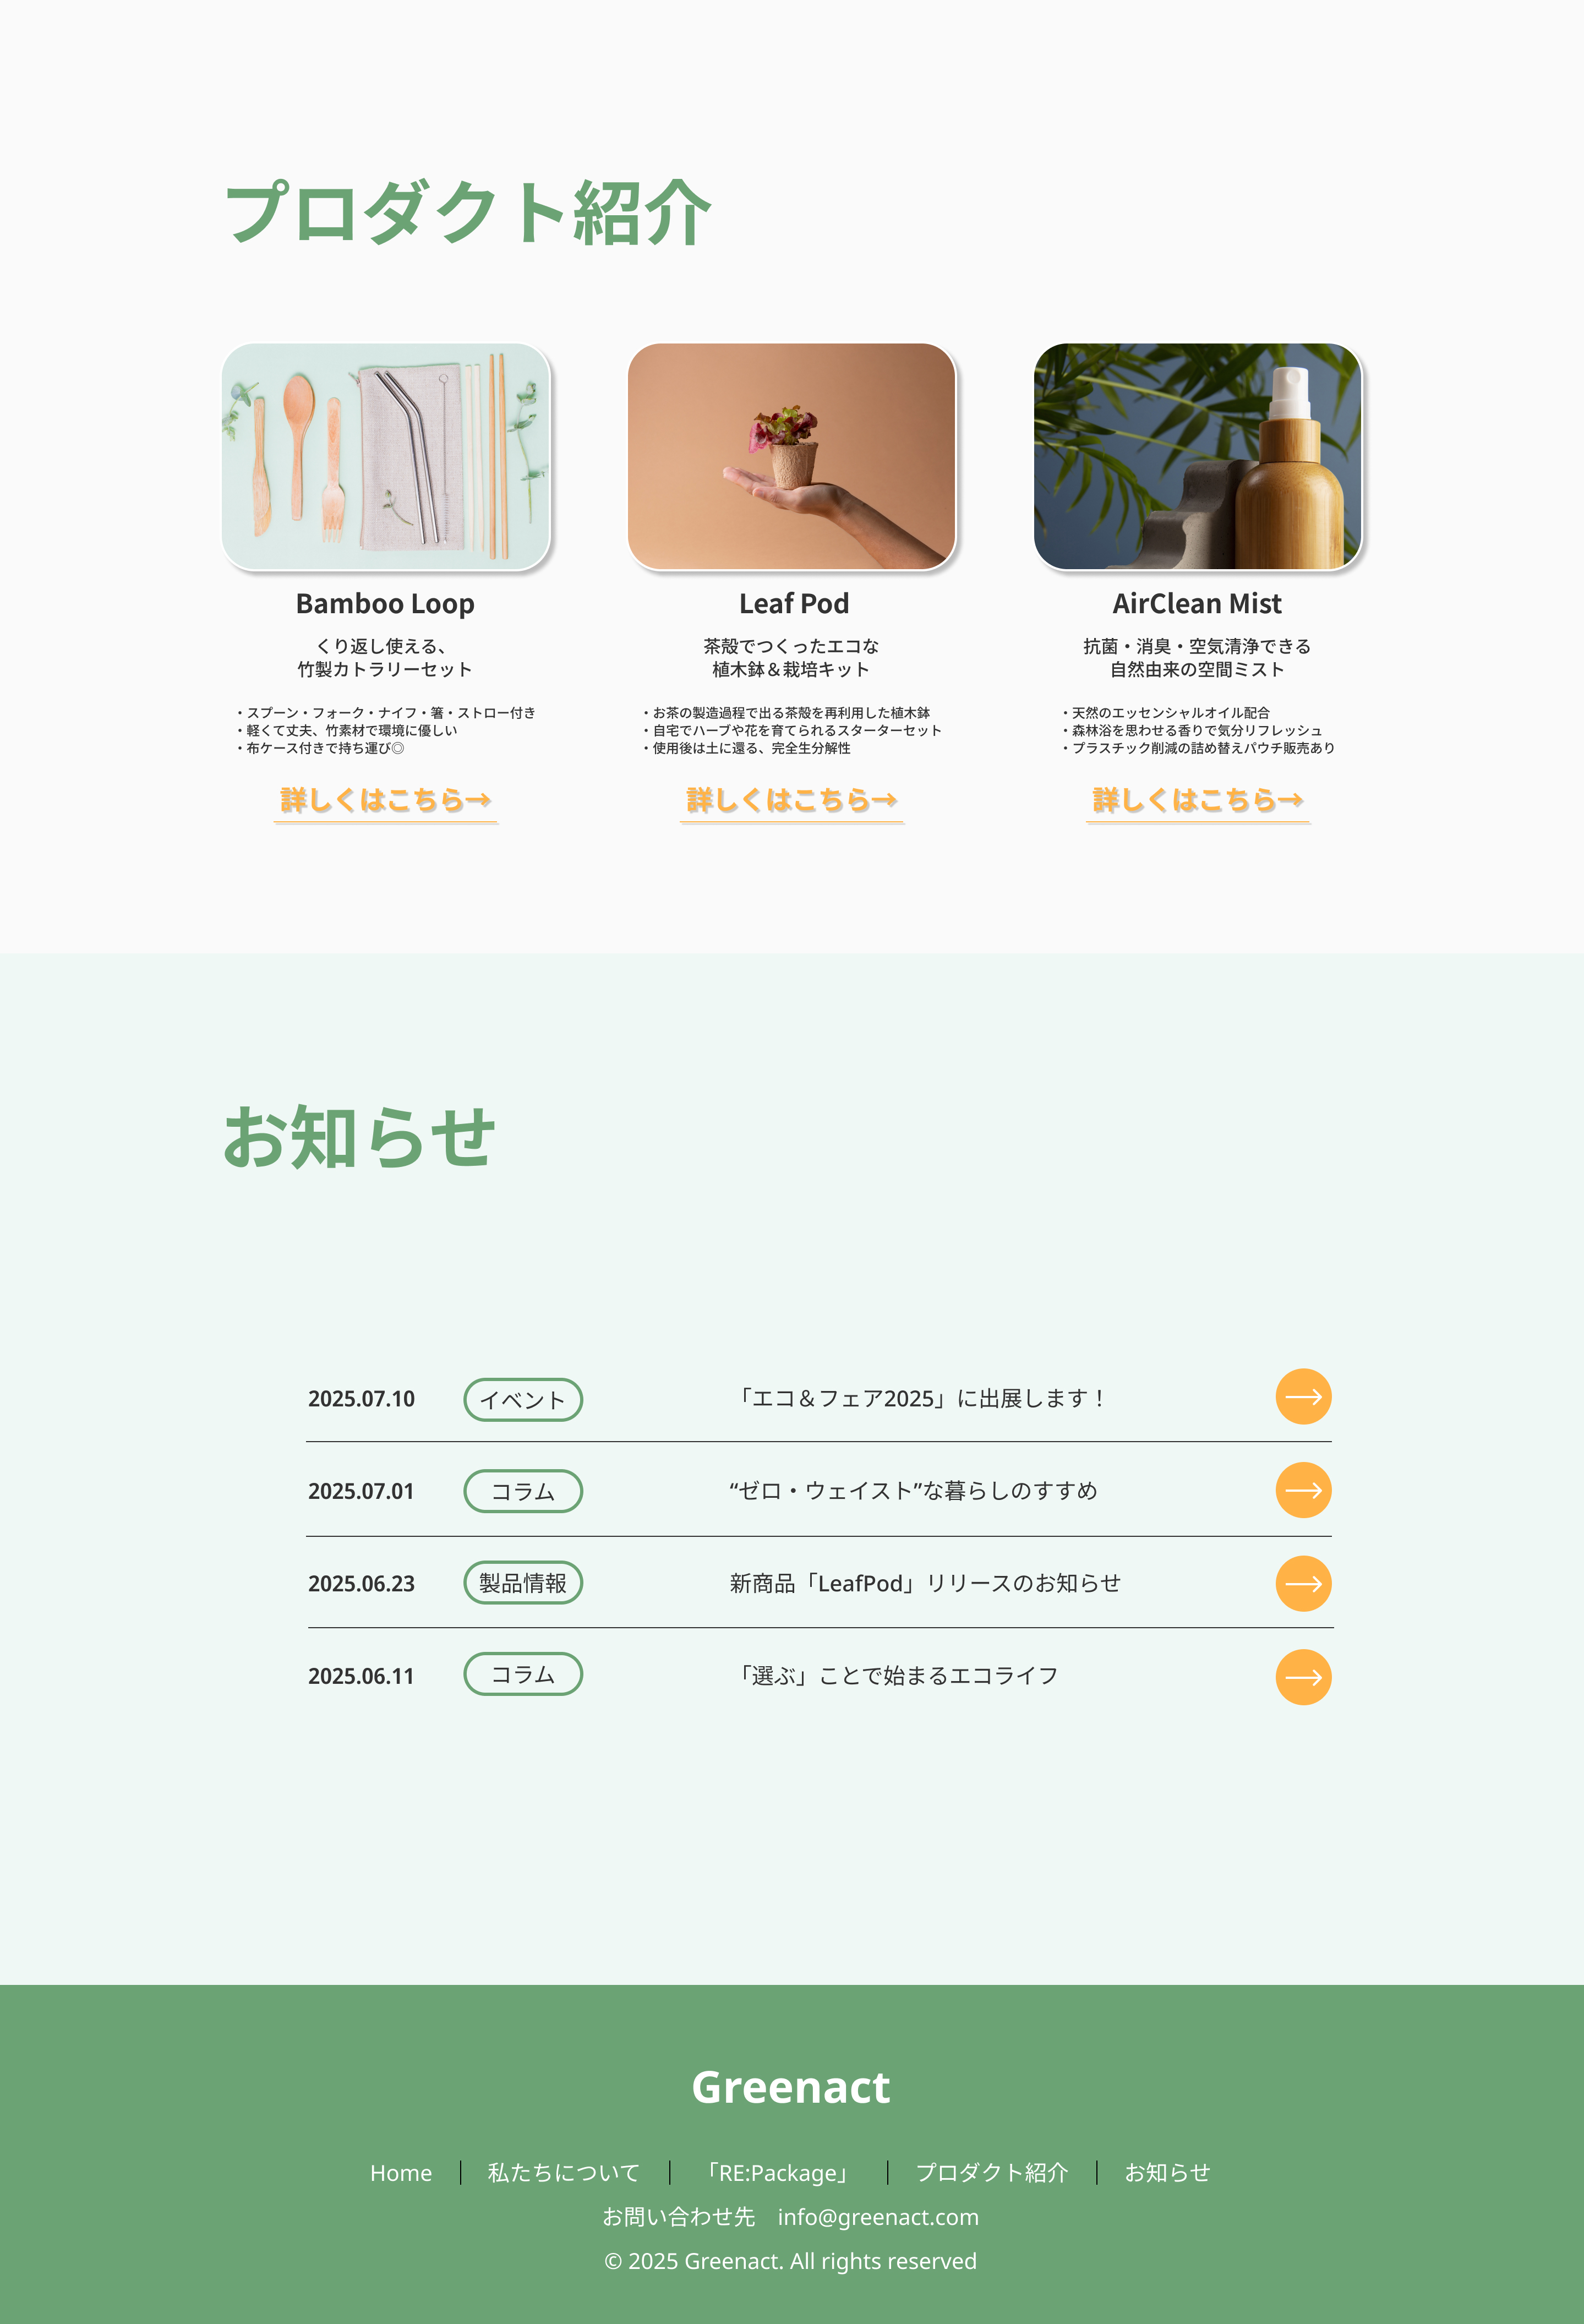 プロダクト紹介
Bamboo Loop
くり返し使える、
竹製カトラリーセット
・スプーン・フォーク・ナイフ・箸・ストロー付き
・軽くて丈夫、竹素材で環境に優しい
・布ケース付きで持ち運び◎
詳しくはこちら→
Leaf Pod
茶殻でつくったエコな
植木鉢＆栽培キット
・お茶の製造過程で出る茶殻を再利用した植木鉢
・自宅でハーブや花を育てられるスターターセット
・使用後は土に還る、完全生分解性
詳しくはこちら→
AirClean Mist
抗菌・消臭・空気清浄できる
自然由来の空間ミスト
・天然のエッセンシャルオイル配合
・森林浴を思わせる香りで気分リフレッシュ
・プラスチック削減の詰め替えパウチ販売あり
詳しくはこちら→
お知らせ
2025.07.10 イベント 「エコ＆フェア2025」に出展します！
2025.07.01 コラム “ゼロ・ウェイスト”な暮らしのすすめ
2025.06.23 製品情報 新商品「LeafPod」リリースのお知らせ
2025.06.11 コラム 「選ぶ」ことで始まるエコライフ
Greenact
Home 私たちについて 「RE:Package」 プロダクト紹介 お知らせ
お問い合わせ先　info@greenact.com
© 2025 Greenact. All rights reserved